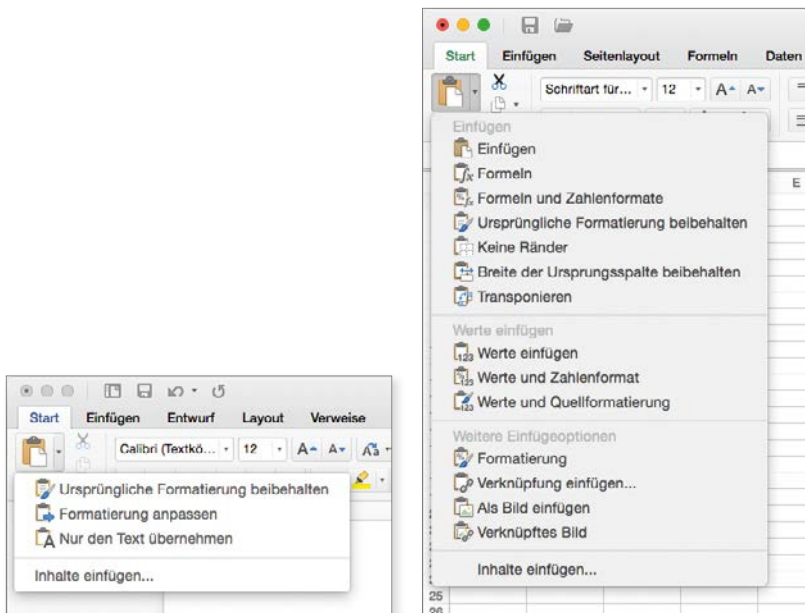 Start Einfügen Seitenlayout Formeln Daten
Schriftart für... 12 A A
Einfügen
Einfügen
Formeln
Formeln und Zahlenformate
Ursprüngliche Formatierung beibehalten
Keine Ränder
Breite der Ursprungsspalte beibehalten
Transponieren
Werte einfügen
Werte einfügen
Werte und Zahlenformat
Werte und Quellformatierung
Weitere Einfügeoptionen
Formatierung
Verknüpfung einfügen...
Als Bild einfügen
Verknüpftes Bild
Inhalte einfügen...
E
25
26
Start Einfügen Entwurf Layout Verweise
Calibri (Textkö... 12 A A Aa
Ursprüngliche Formatierung beibehalten
Formatierung anpassen
Nur den Text übernehmen
Inhalte einfügen...